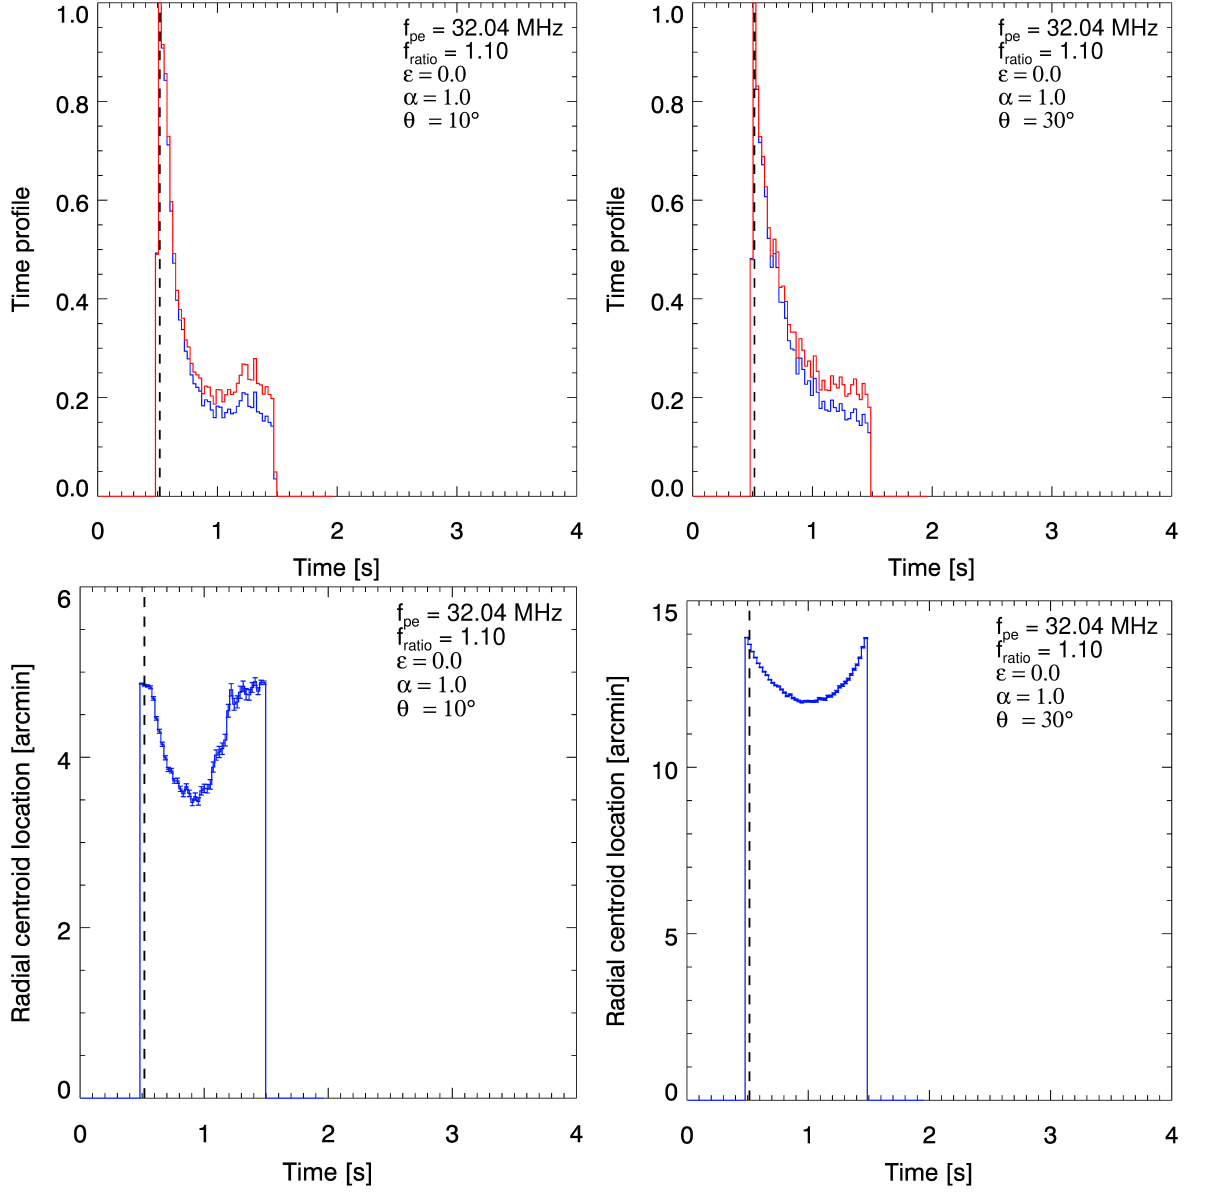 1.0
0.8
0.6
0.4
0.2
0.0
Time profile
f_pe = 32.04 MHz
f_ratio = 1.10
ε = 0.0
α = 1.0
θ = 10°
0 1 2 3 4
Time [s]
1.0
0.8
0.6
0.4
0.2
0.0
Time profile
f_pe = 32.04 MHz
f_ratio = 1.10
ε = 0.0
α = 1.0
θ = 30°
0 1 2 3 4
Time [s]
6
4
2
0
Radial centroid location [arcmin]
f_pe = 32.04 MHz
f_ratio = 1.10
ε = 0.0
α = 1.0
θ = 10°
0 1 2 3 4
Time [s]
15
10
5
0
Radial centroid location [arcmin]
f_pe = 32.04 MHz
f_ratio = 1.10
ε = 0.0
α = 1.0
θ = 30°
0 1 2 3 4
Time [s]